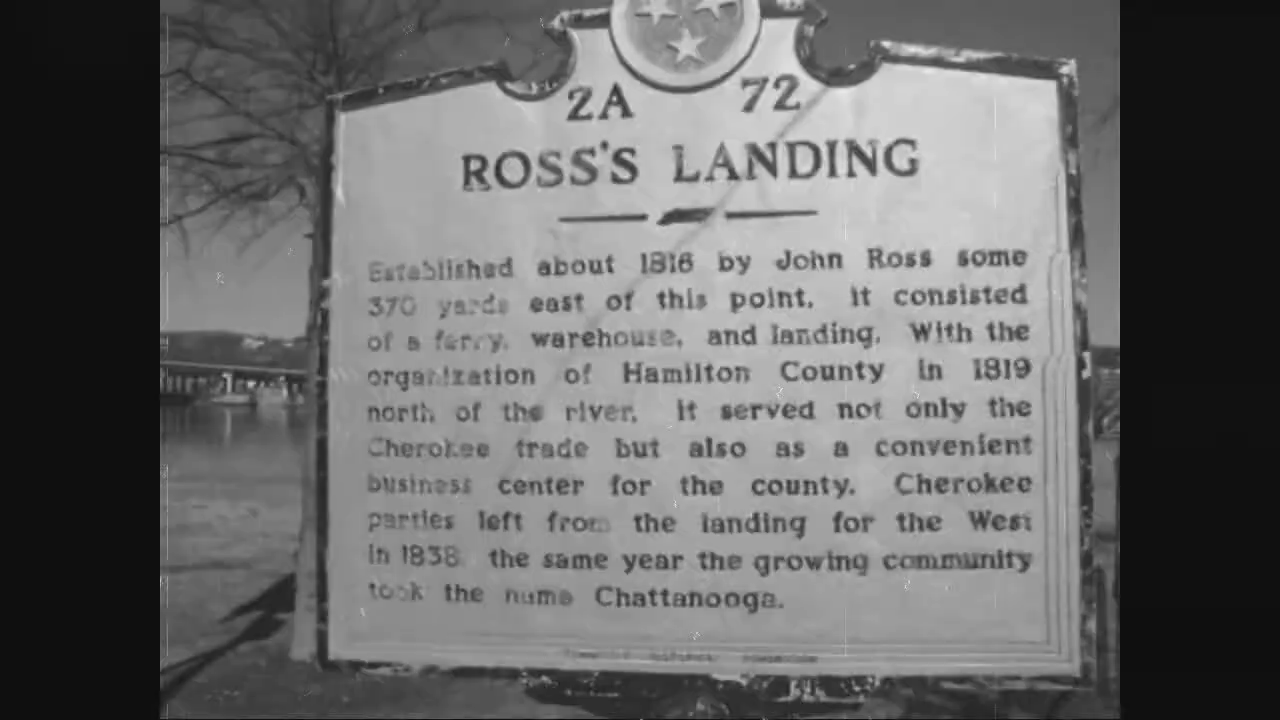 2A 72
ROSS'S LANDING
Established about 1816 by John Ross some
370 yards east of this point. It consisted
of a ferry, warehouse, and landing. With the
organization of Hamilton County in 1819
north of the river, it served not only the
Cherokee trade but also as a convenient
business center for the county. Cherokee
parties left from the landing for the West
in 1838 the same year the growing community
took the name Chattanooga.